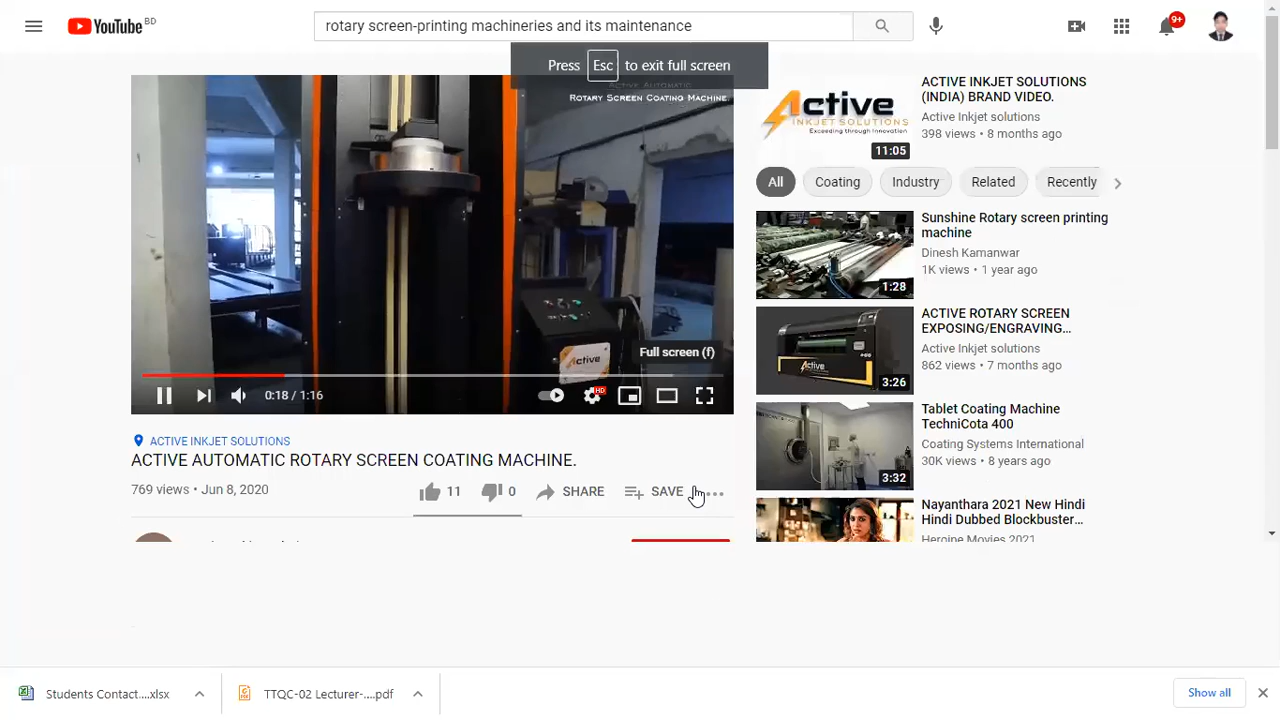 YouTube BD
rotary screen-printing machineries and its maintenance
9+
Press Esc to exit full screen
ACTIVE AUTOMATIC
ROTARY SCREEN COATING MACHINE.
Active
Full screen (f)
0:18 / 1:16
HD
ACTIVE INKJET SOLUTIONS
ACTIVE AUTOMATIC ROTARY SCREEN COATING MACHINE.
769 views • Jun 8, 2020
11
0
SHARE
SAVE
Active
INKJET SOLUTIONS
Exceeding through Innovation
11:05
ACTIVE INKJET SOLUTIONS
(INDIA) BRAND VIDEO.
Active Inkjet solutions
398 views • 8 months ago
All
Coating
Industry
Related
Recently
1:28
Sunshine Rotary screen printing
machine
Dinesh Kamanwar
1K views • 1 year ago
3:26
ACTIVE ROTARY SCREEN
EXPOSING/ENGRAVING…
Active Inkjet solutions
862 views • 7 months ago
3:32
Tablet Coating Machine
TechniCota 400
Coating Systems International
30K views • 8 years ago
Nayanthara 2021 New Hindi
Hindi Dubbed Blockbuster…
Heroine Movies 2021
Students Contact....xlsx
TTQC-02 Lecturer-....pdf
Show all